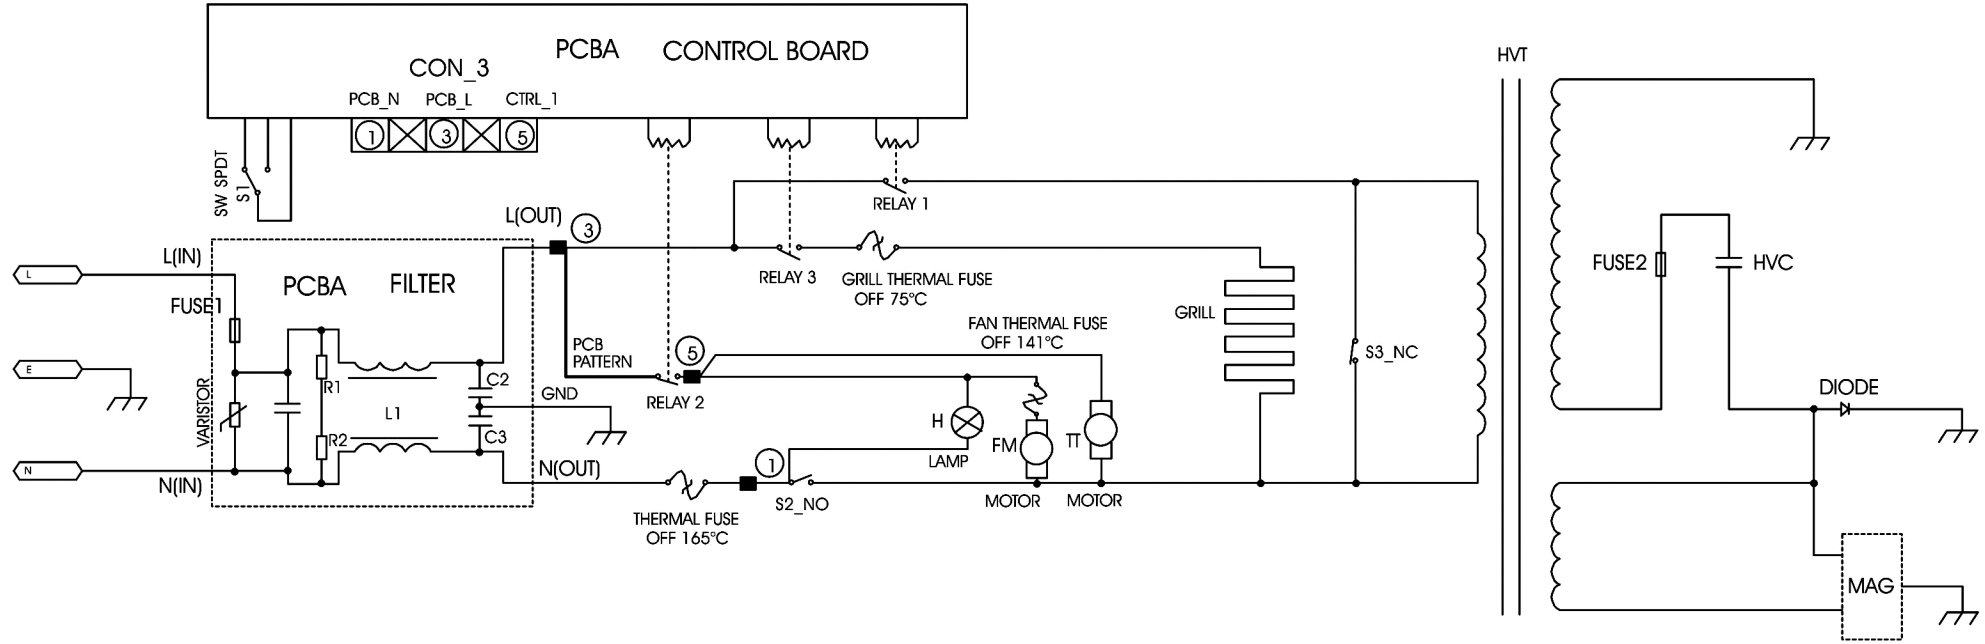 PCBA CONTROL BOARD
HVT
CON_3
PCB_N PCB_L CTRL_1
1 3 5
SW SPDT
S1
RELAY 1
L(OUT) 3
L(IN)
L
PCBA FILTER
RELAY 3
GRILL THERMAL FUSE
OFF 75°C
FUSE2
HVC
FUSE1
GRILL
FAN THERMAL FUSE
OFF 141°C
PCB
PATTERN
5
S3_NC
E
R1
C2
GND
RELAY 2
DIODE
VARISTOR
L1
H
R2
C3
FM
TT
LAMP
N
N(IN)
N(OUT)
1
S2_NO
MOTOR MOTOR
THERMAL FUSE
OFF 165°C
MAG